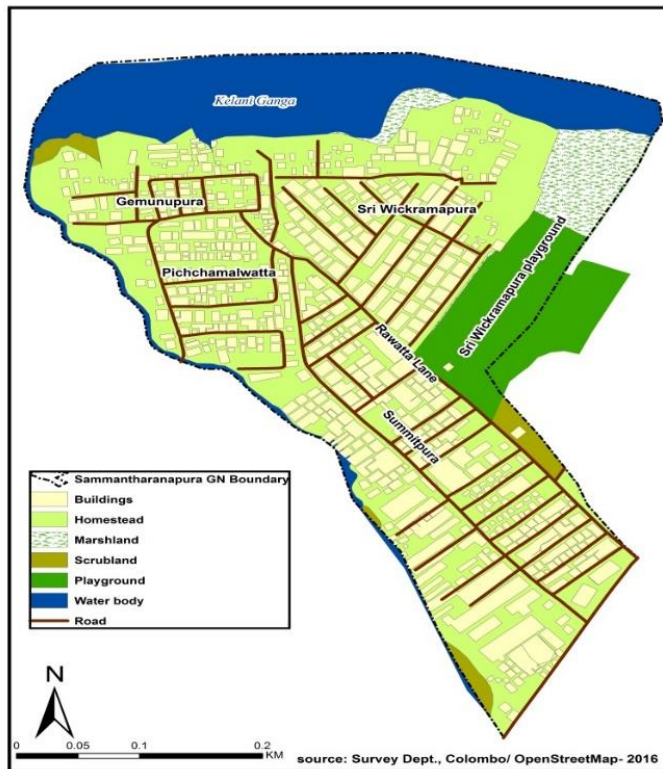 Kelani Ganga
Gemunupura
Sri Wickramapura
Pichchamalwatta
Sri Wickramapura playground
Rawatta Lane
Summitpura
Sammantharanapura GN Boundary
Buildings
Homestead
Marshland
Scrubland
Playground
Water body
Road
N
0 0.05 0.1 0.2
KM
source: Survey Dept., Colombo/ OpenStreetMap- 2016